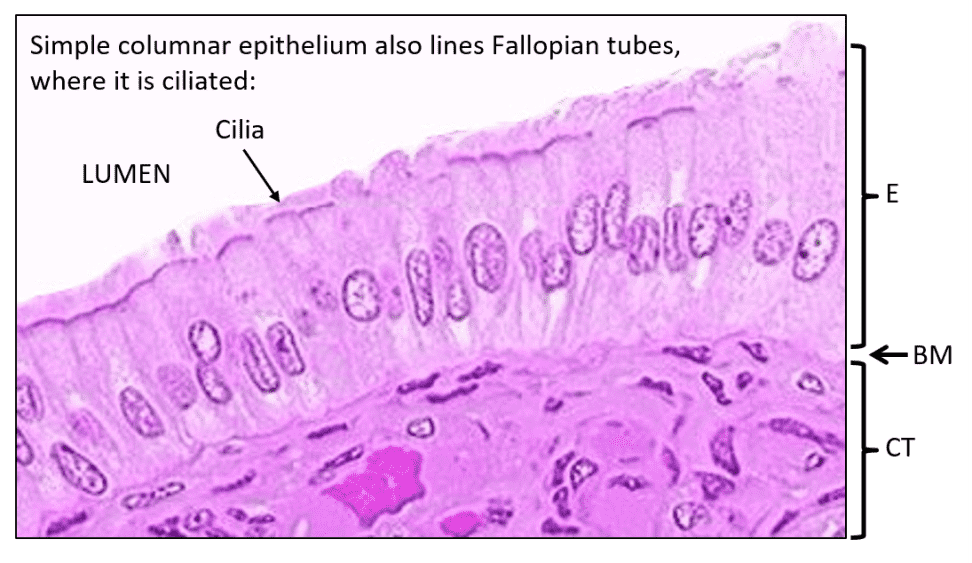 Simple columnar epithelium also lines Fallopian tubes,
where it is ciliated:
Cilia
LUMEN
E
BM
CT